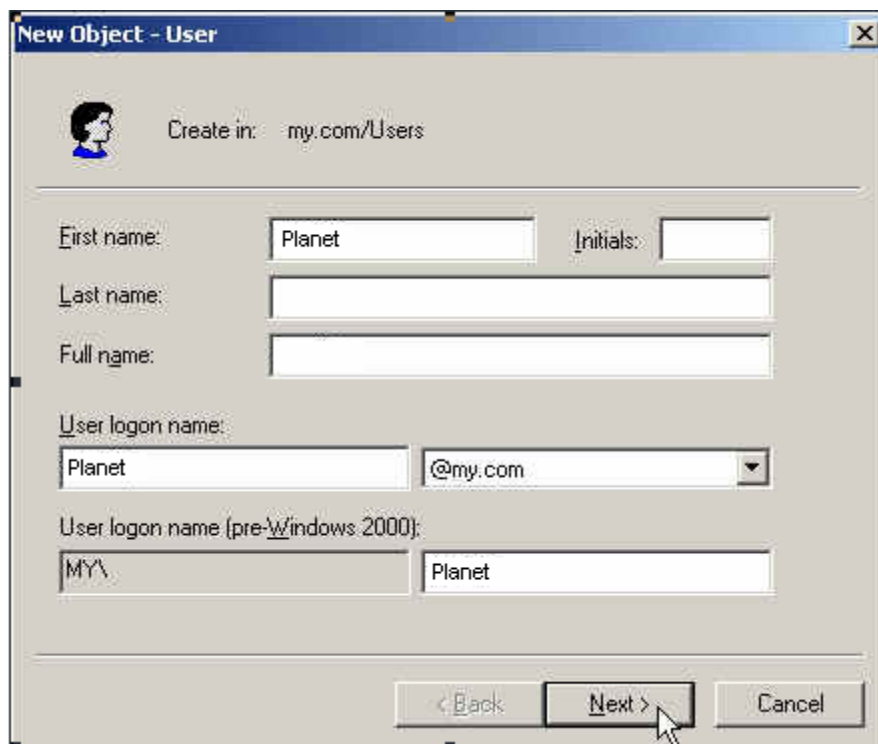 New Object - User
Create in: my.com/Users
First name: Planet Initials:
Last name:
Full name:
User logon name:
Planet @my.com
User logon name (pre-Windows 2000):
MY\ Planet
< Back Next > Cancel